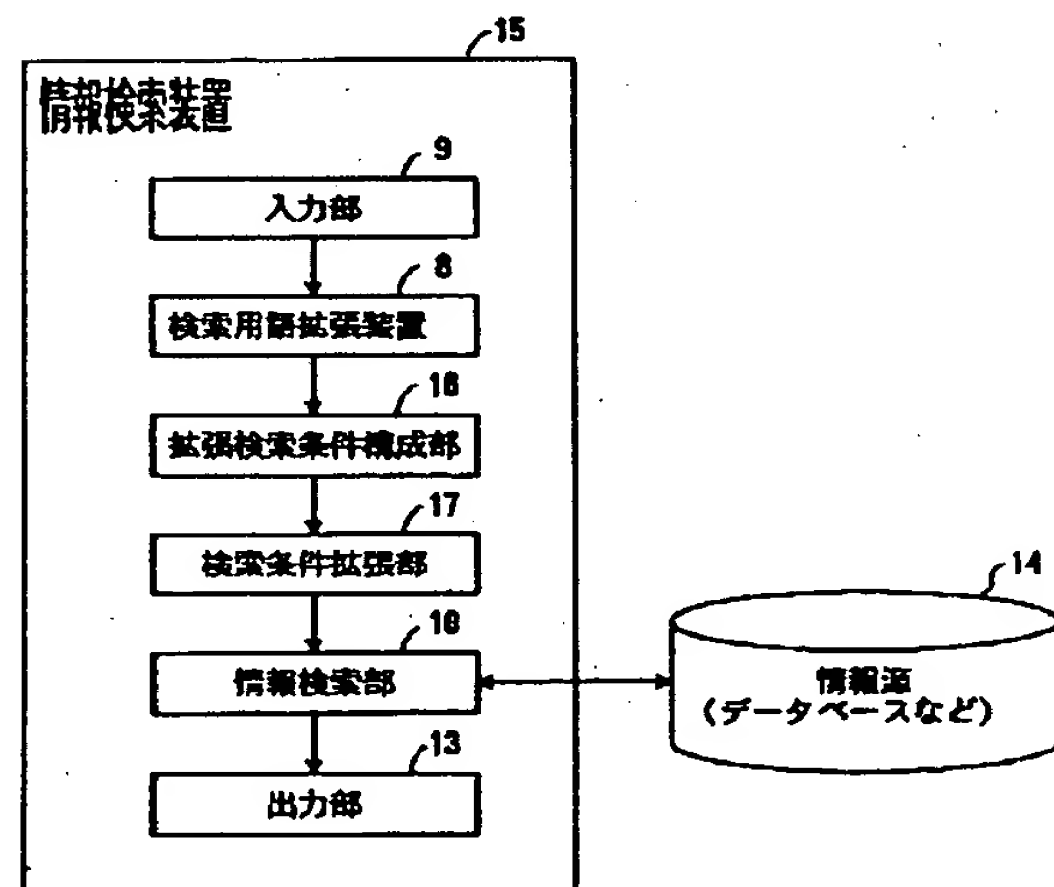 15
情報検索装置
9
入力部
8
検索用語拡張装置
16
拡張検索条件構成部
17
検索条件拡張部
18
情報検索部
14
情報源
(データベースなど)
13
出力部